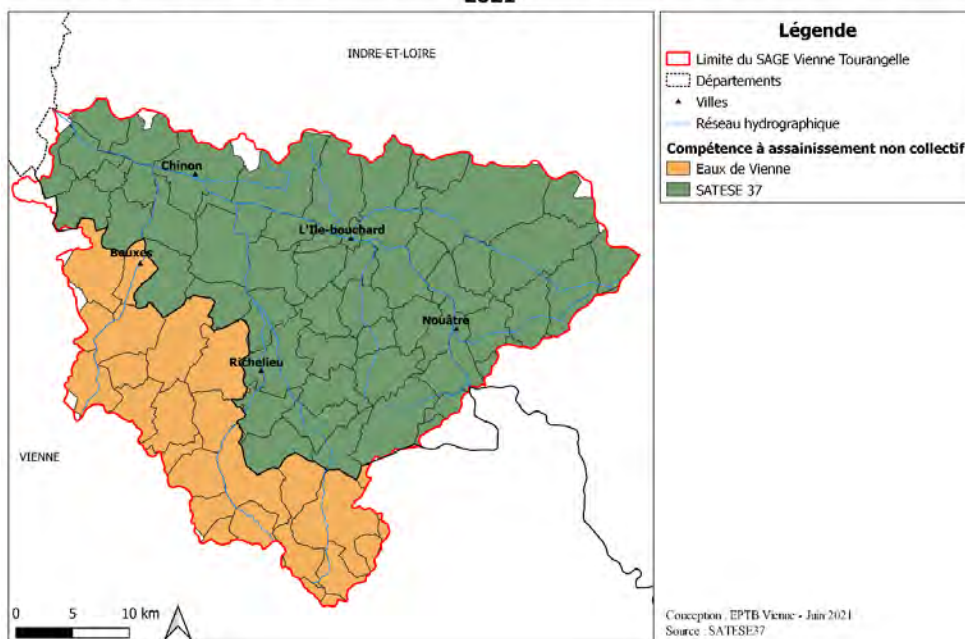 2021
INDRE-ET-LOIRE
Chinon
L'Ile-bouchard
Beuxes
Nouâtre
Richelieu
VIENNE
0 5 10 km
Légende
Limite du SAGE Vienne Tourangelle
Départements
Villes
Réseau hydrographique
Compétence à assainissement non collectif
Eaux de Vienne
SATESE 37
Conception : EPTB Vienne - Juin 2021
Source : SATESE37